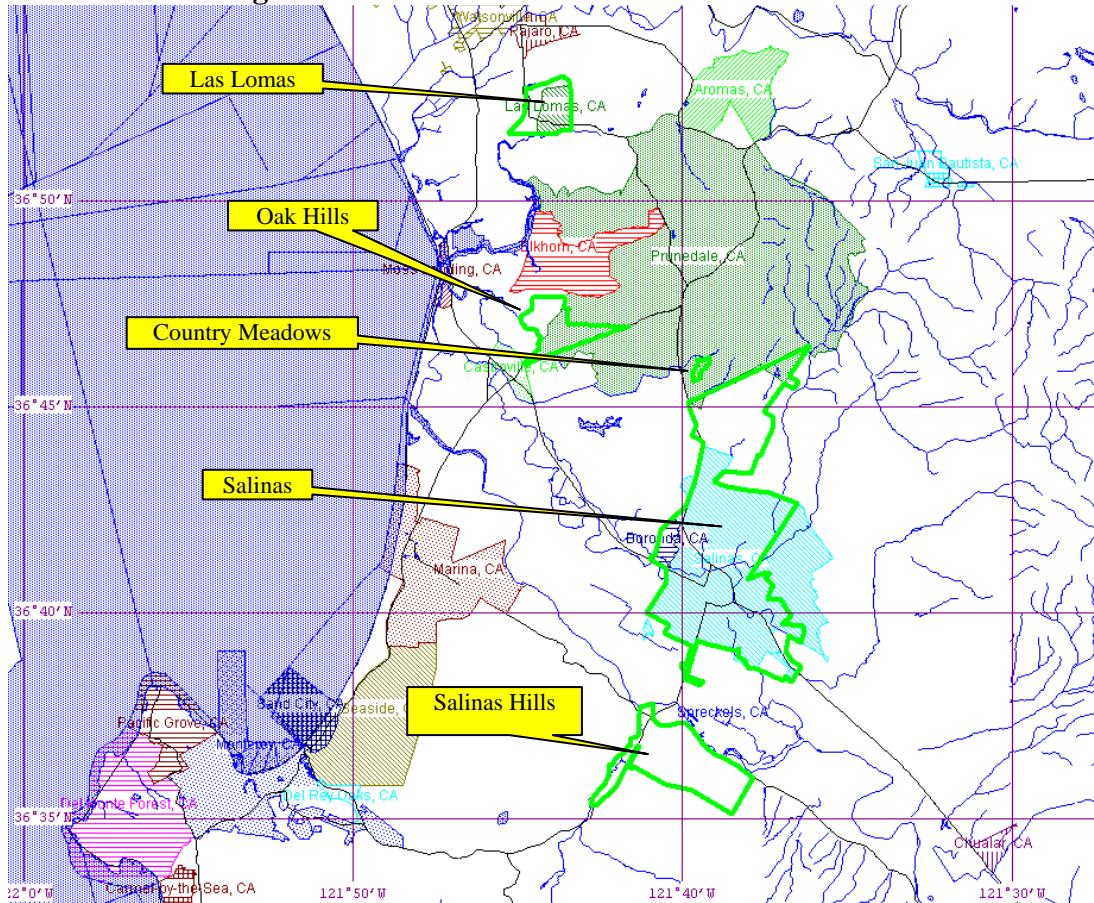 Watsonville, CA
Pajaro, CA
Las Lomas
Las Lomas, CA
Aromas, CA
San Juan Bautista, CA
36°50'N
Oak Hills
Elkhorn, CA
Prunedale, CA
Country Meadows
Castroville, CA
36°45'N
Salinas
Boronda, CA
Salinas, CA
Marina, CA
36°40'N
Salinas Hills
Sand City, CA
Seaside, C
Spreckels, CA
Pacific Grove, CA
Monterey, CA
Del Monte Forest, CA
Del Rey Oaks, CA
36°35'N
Chualar, CA
Carmel-by-the-Sea, CA
22°0'W
121°50'W
121°40'W
121°30'W